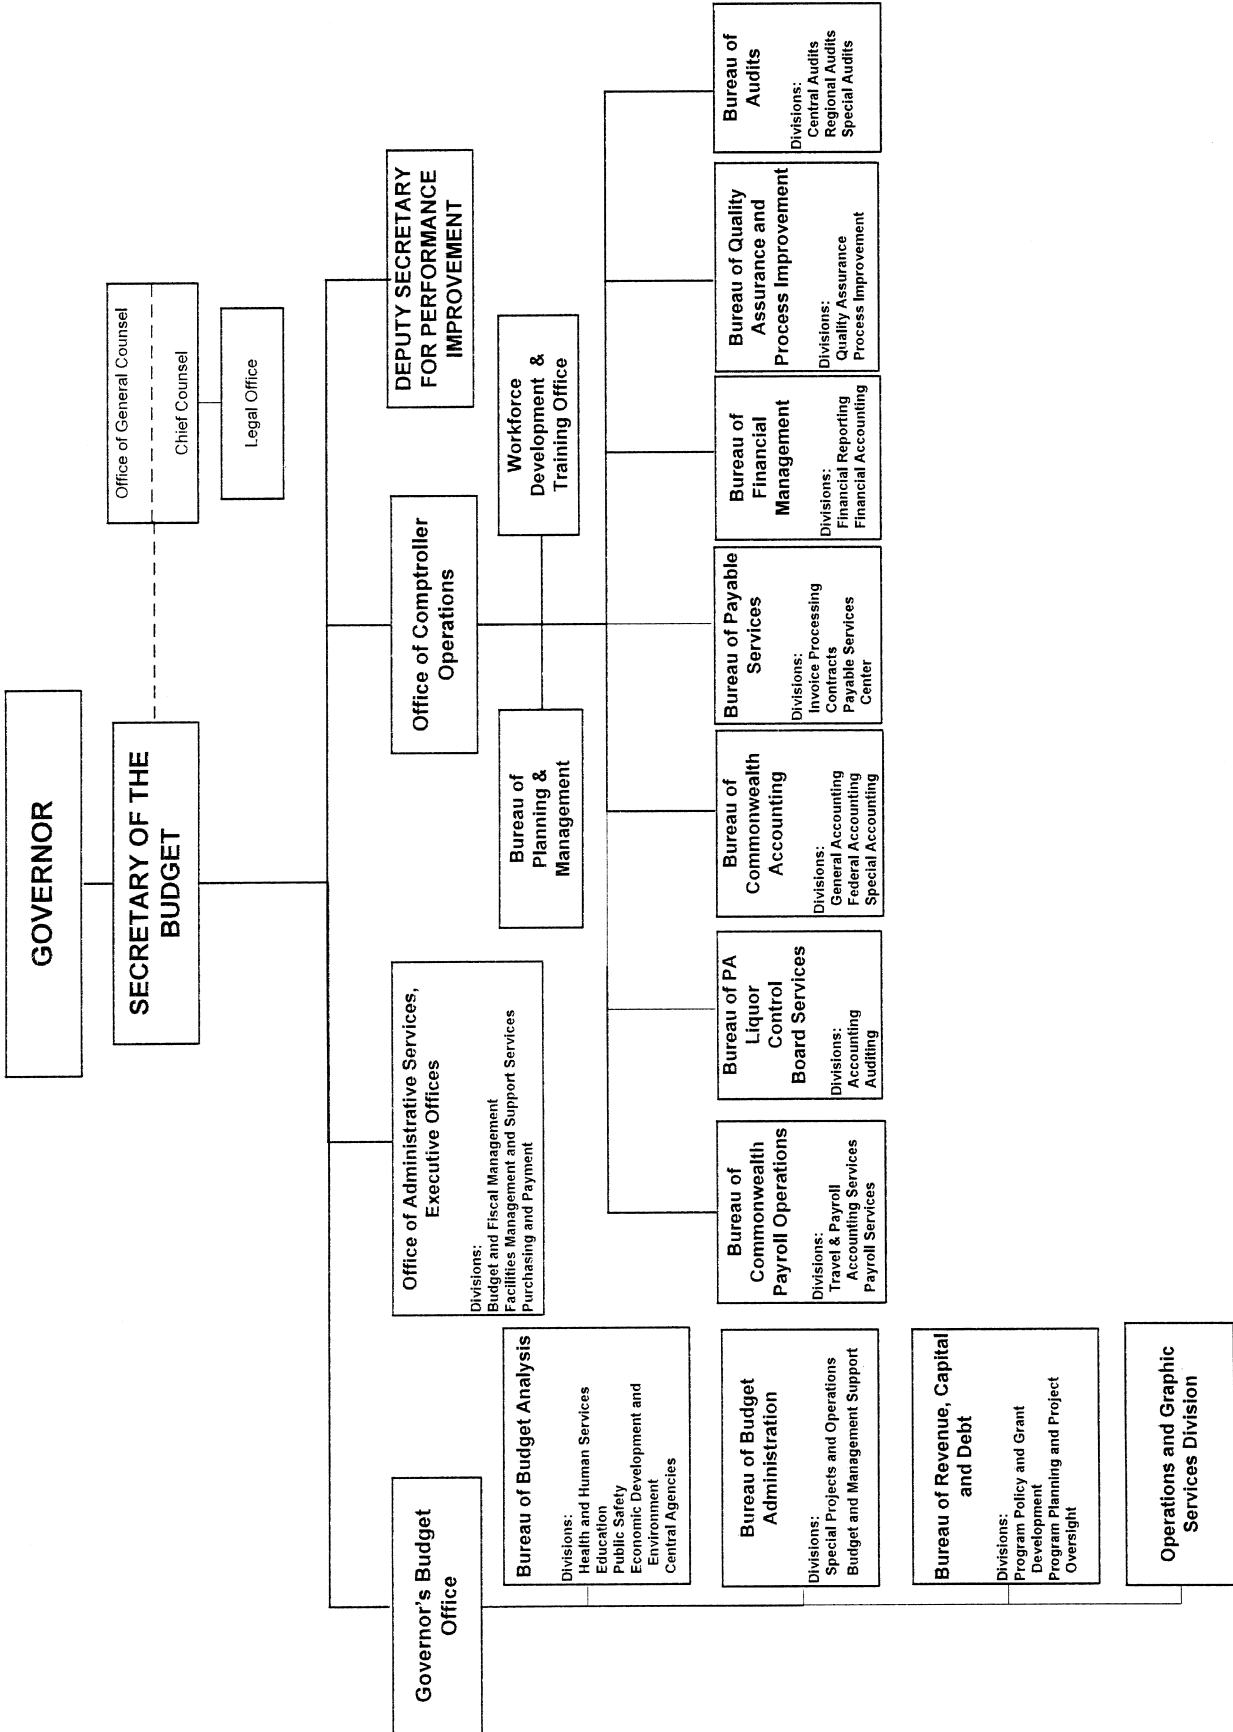 GOVERNOR
SECRETARY OF THE
BUDGET
Office of General Counsel
Chief Counsel
Legal Office
Governor's Budget
Office
Office of Administrative Services,
Executive Offices
Divisions:
Budget and Fiscal Management
Facilities Management and Support Services
Purchasing and Payment
Office of Comptroller
Operations
DEPUTY SECRETARY
FOR PERFORMANCE
IMPROVEMENT
Bureau of Budget Analysis
Divisions:
Health and Human Services
Education
Public Safety
Economic Development and
Environment
Central Agencies
Bureau of Budget
Administration
Divisions:
Special Projects and Operations
Budget and Management Support
Bureau of Revenue, Capital
and Debt
Divisions:
Program Policy and Grant
Development
Program Planning and Project
Oversight
Operations and Graphic
Services Division
Bureau of
Planning &
Management
Workforce
Development &
Training Office
Bureau of
Commonwealth
Payroll Operations
Divisions:
Travel & Payroll
Accounting Services
Payroll Services
Bureau of PA
Liquor
Control
Board Services
Divisions:
Accounting
Auditing
Bureau of
Commonwealth
Accounting
Divisions:
General Accounting
Federal Accounting
Special Accounting
Bureau of Payable
Services
Divisions:
Invoice Processing
Contracts
Payable Services
Center
Bureau of
Financial
Management
Divisions:
Financial Reporting
Financial Accounting
Bureau of Quality
Assurance and
Process Improvement
Divisions:
Quality Assurance
Process Improvement
Bureau of
Audits
Divisions:
Central Audits
Regional Audits
Special Audits